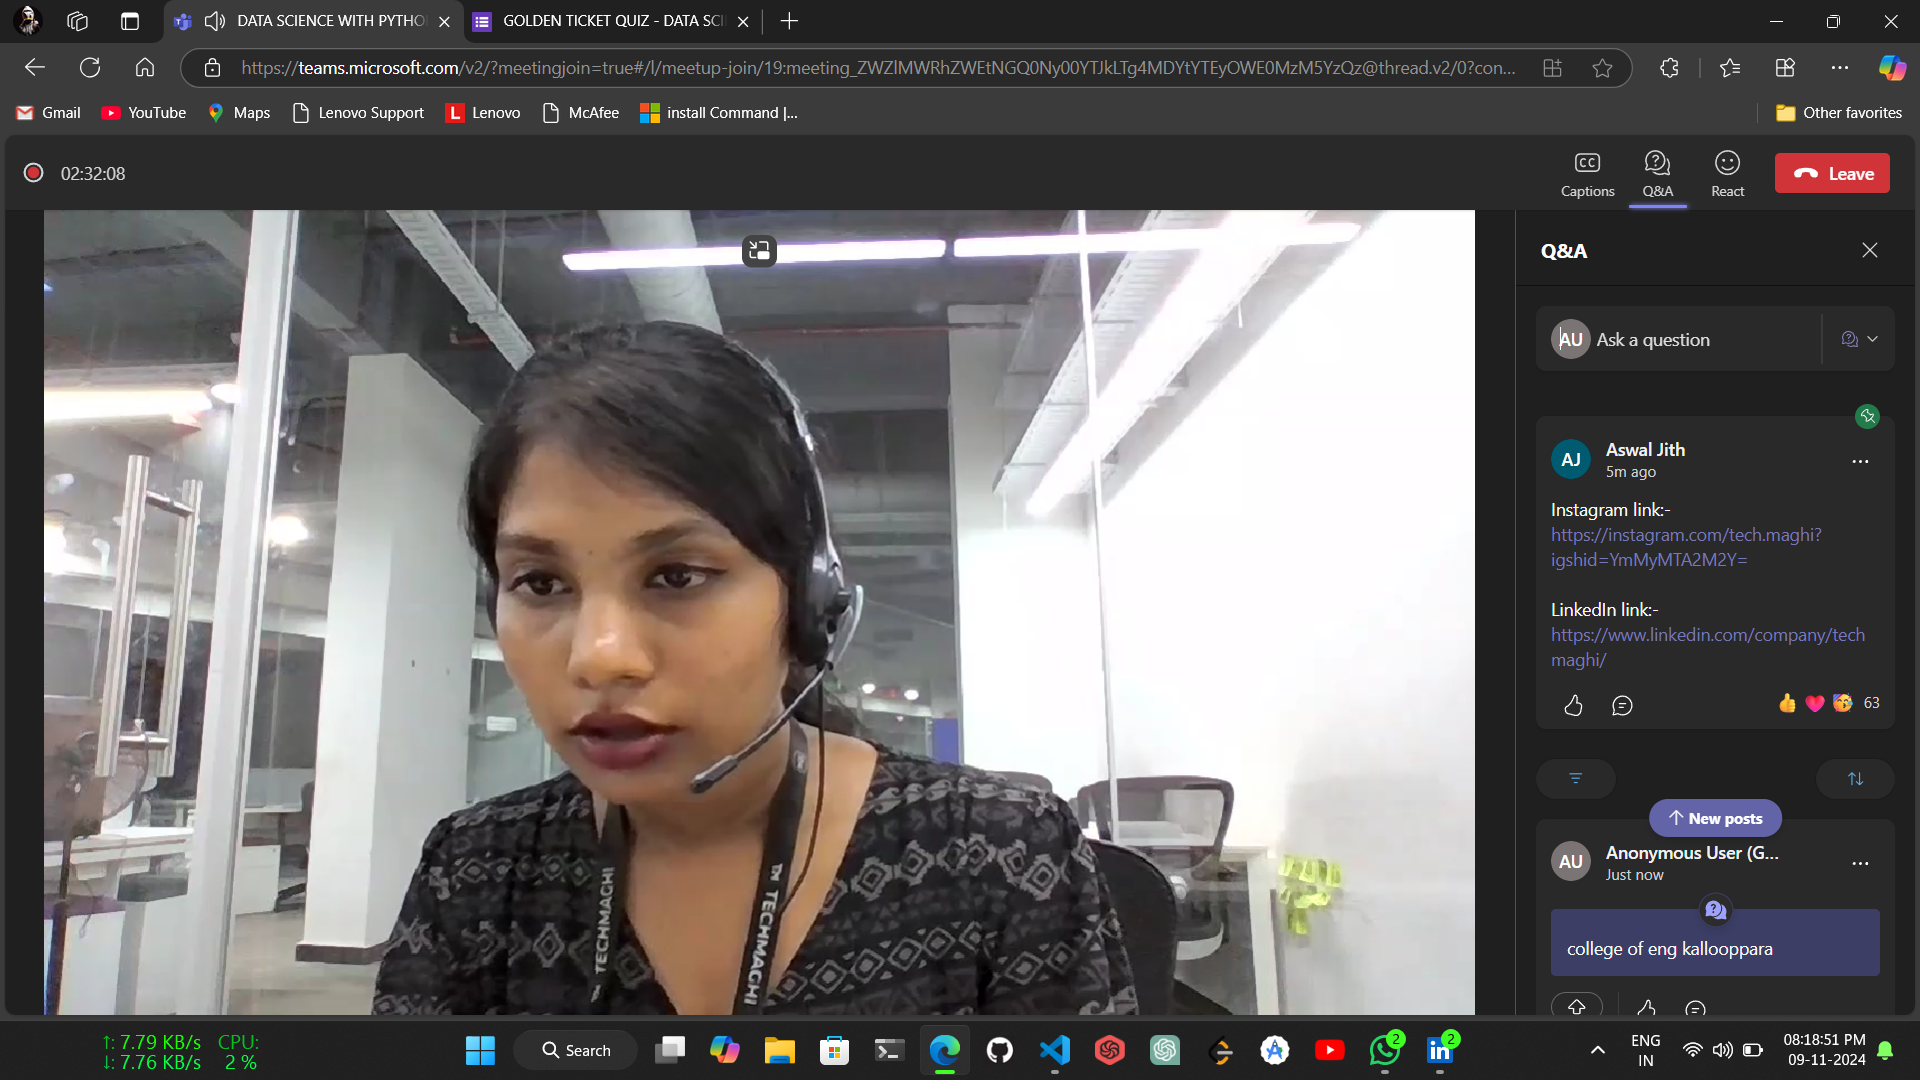 DATA SCIENCE WITH PYTHO
GOLDEN TICKET QUIZ - DATA SCI
https://teams.microsoft.com/v2/?meetingjoin=true#/l/meetup-join/19:meeting_ZWZlMWRhZWEtNGQ0Ny00YTJkLTg4MDYtYTEyOWE0MzM5YzQz@thread.v2/0?con...
Gmail
YouTube
Maps
Lenovo Support
L Lenovo
McAfee
install Command |...
Other favorites
02:32:08
CC
Captions
Q&A
React
Leave
Q&A
AU Ask a question
AJ Aswal Jith
5m ago
Instagram link:-
https://instagram.com/tech.maghi?
igshid=YmMyMTA2M2Y=
LinkedIn link:-
https://www.linkedin.com/company/tech
maghi/
63
New posts
AU Anonymous User (G...
Just now
college of eng kallooppara
TECHMAGHI
TECHMAGHI
↑: 7.79 KB/s CPU:
↓: 7.76 KB/s 2 %
Search
2
2
ENG
IN
08:18:51 PM
09-11-2024